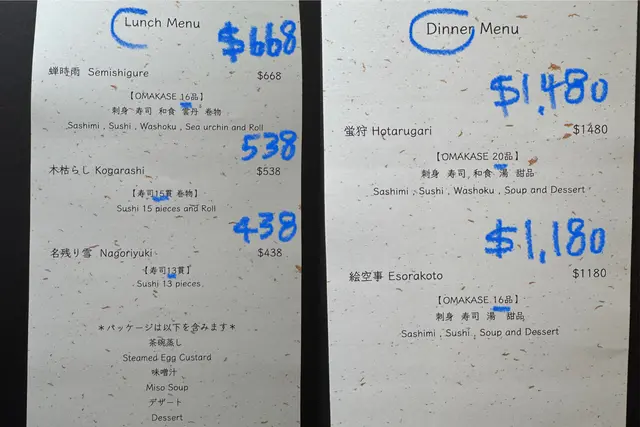 Lunch Menu
$668
蝉時雨 Semishigure $668
【OMAKASE 16品】
刺身 寿司 和食 雲丹 巻物
Sashimi , Sushi , Washoku , Sea urchin and Roll
538
木枯らし Kogarashi $538
【寿司15貫 巻物】
Sushi 15 pieces and Roll
438
名残り雪 Nagoriyuki $438
【寿司13貫】
Sushi 13 pieces
＊パッケージは以下を含みます＊
茶碗蒸し
Steamed Egg Custard
味噌汁
Miso Soup
デザート
Dessert
Dinner Menu
$1,480
蛍狩 Hotarugari $1480
【OMAKASE 20品】
刺身 寿司 和食 湯 甜品
Sashimi , Sushi , Washoku , Soup and Dessert
$1,180
絵空事 Esorakoto $1180
【OMAKASE 16品】
刺身 寿司 湯 甜品
Sashimi , Sushi , Soup and Dessert